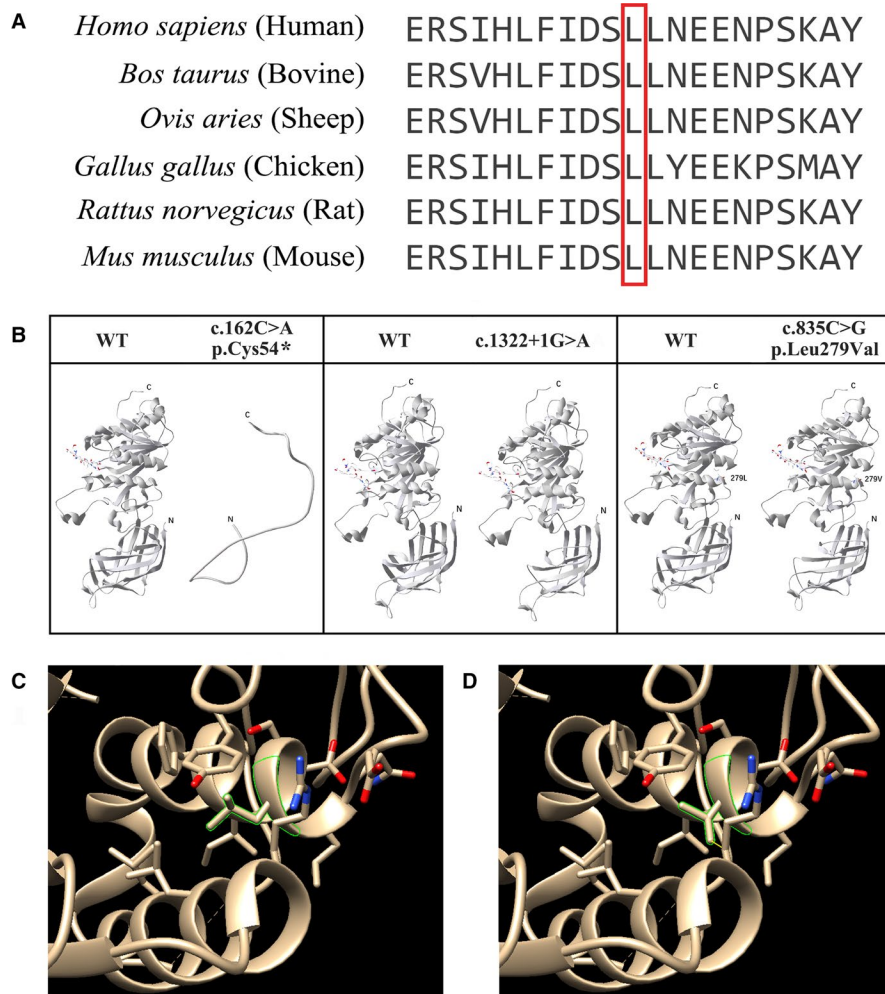 A
Homo sapiens (Human) ERSIHLFIDSLLNEENPSKAY
Bos taurus (Bovine) ERSVHLFIDSLLNEENPSKAY
Ovis aries (Sheep) ERSVHLFIDSLLNEENPSKAY
Gallus gallus (Chicken) ERSIHLFIDSLLYEEKPSMAY
Rattus norvegicus (Rat) ERSIHLFIDSLLNEENPSKAY
Mus musculus (Mouse) ERSIHLFIDSLLNEENPSKAY
B
WT
c.162C>A
p.Cys54*
WT
c.1322+1G>A
WT
c.835C>G
p.Leu279Val
C
N
C
N
C
N
C
N
C
279L
N
C
279V
N
C
D